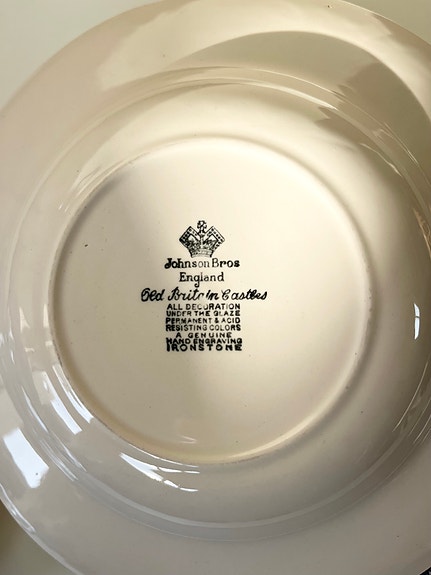 Johnson Bros
England
Old Britain Castles
ALL DECORATION
UNDER THE GLAZE
PERMANENT & ACID
RESISTING COLORS
A GENUINE
HAND ENGRAVING
IRONSTONE